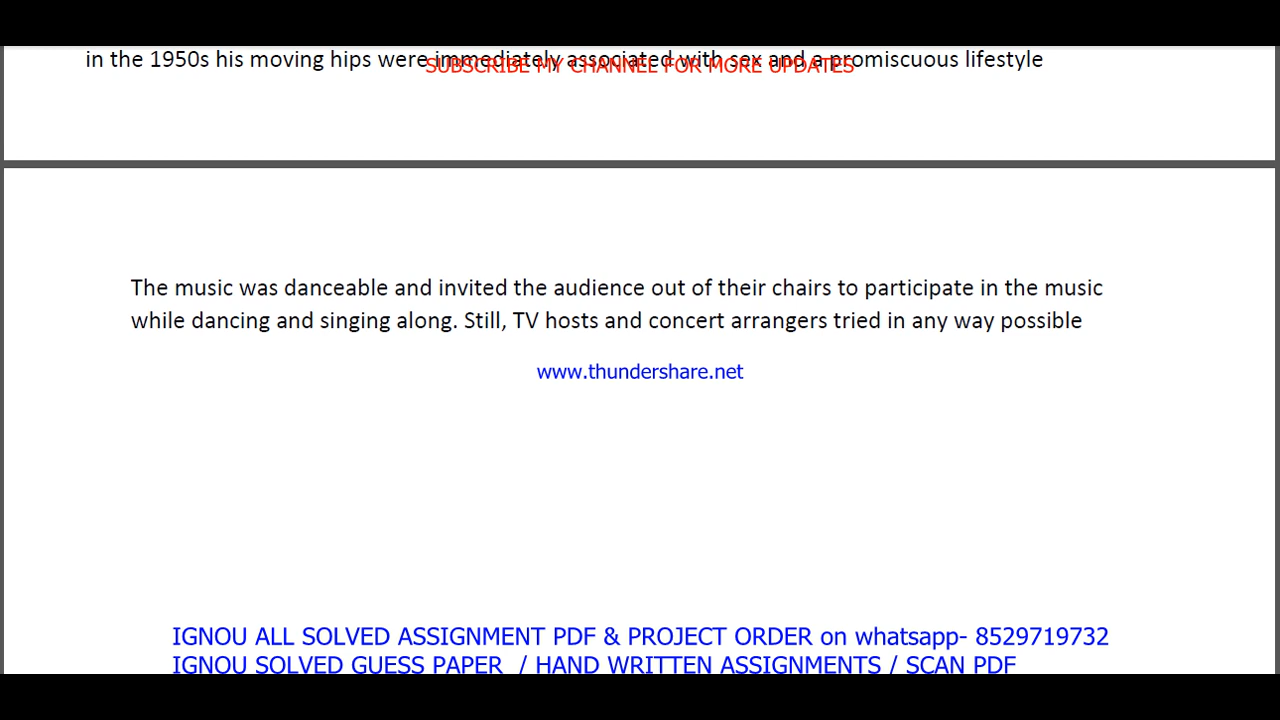 in the 1950s his moving hips were immediately associated with sex and a promiscuous lifestyle
SUBSCRIBE MY CHANNEL FOR MORE UPDATES
The music was danceable and invited the audience out of their chairs to participate in the music
while dancing and singing along. Still, TV hosts and concert arrangers tried in any way possible
www.thundershare.net
IGNOU ALL SOLVED ASSIGNMENT PDF & PROJECT ORDER on whatsapp- 8529719732
IGNOU SOLVED GUESS PAPER / HAND WRITTEN ASSIGNMENTS / SCAN PDF